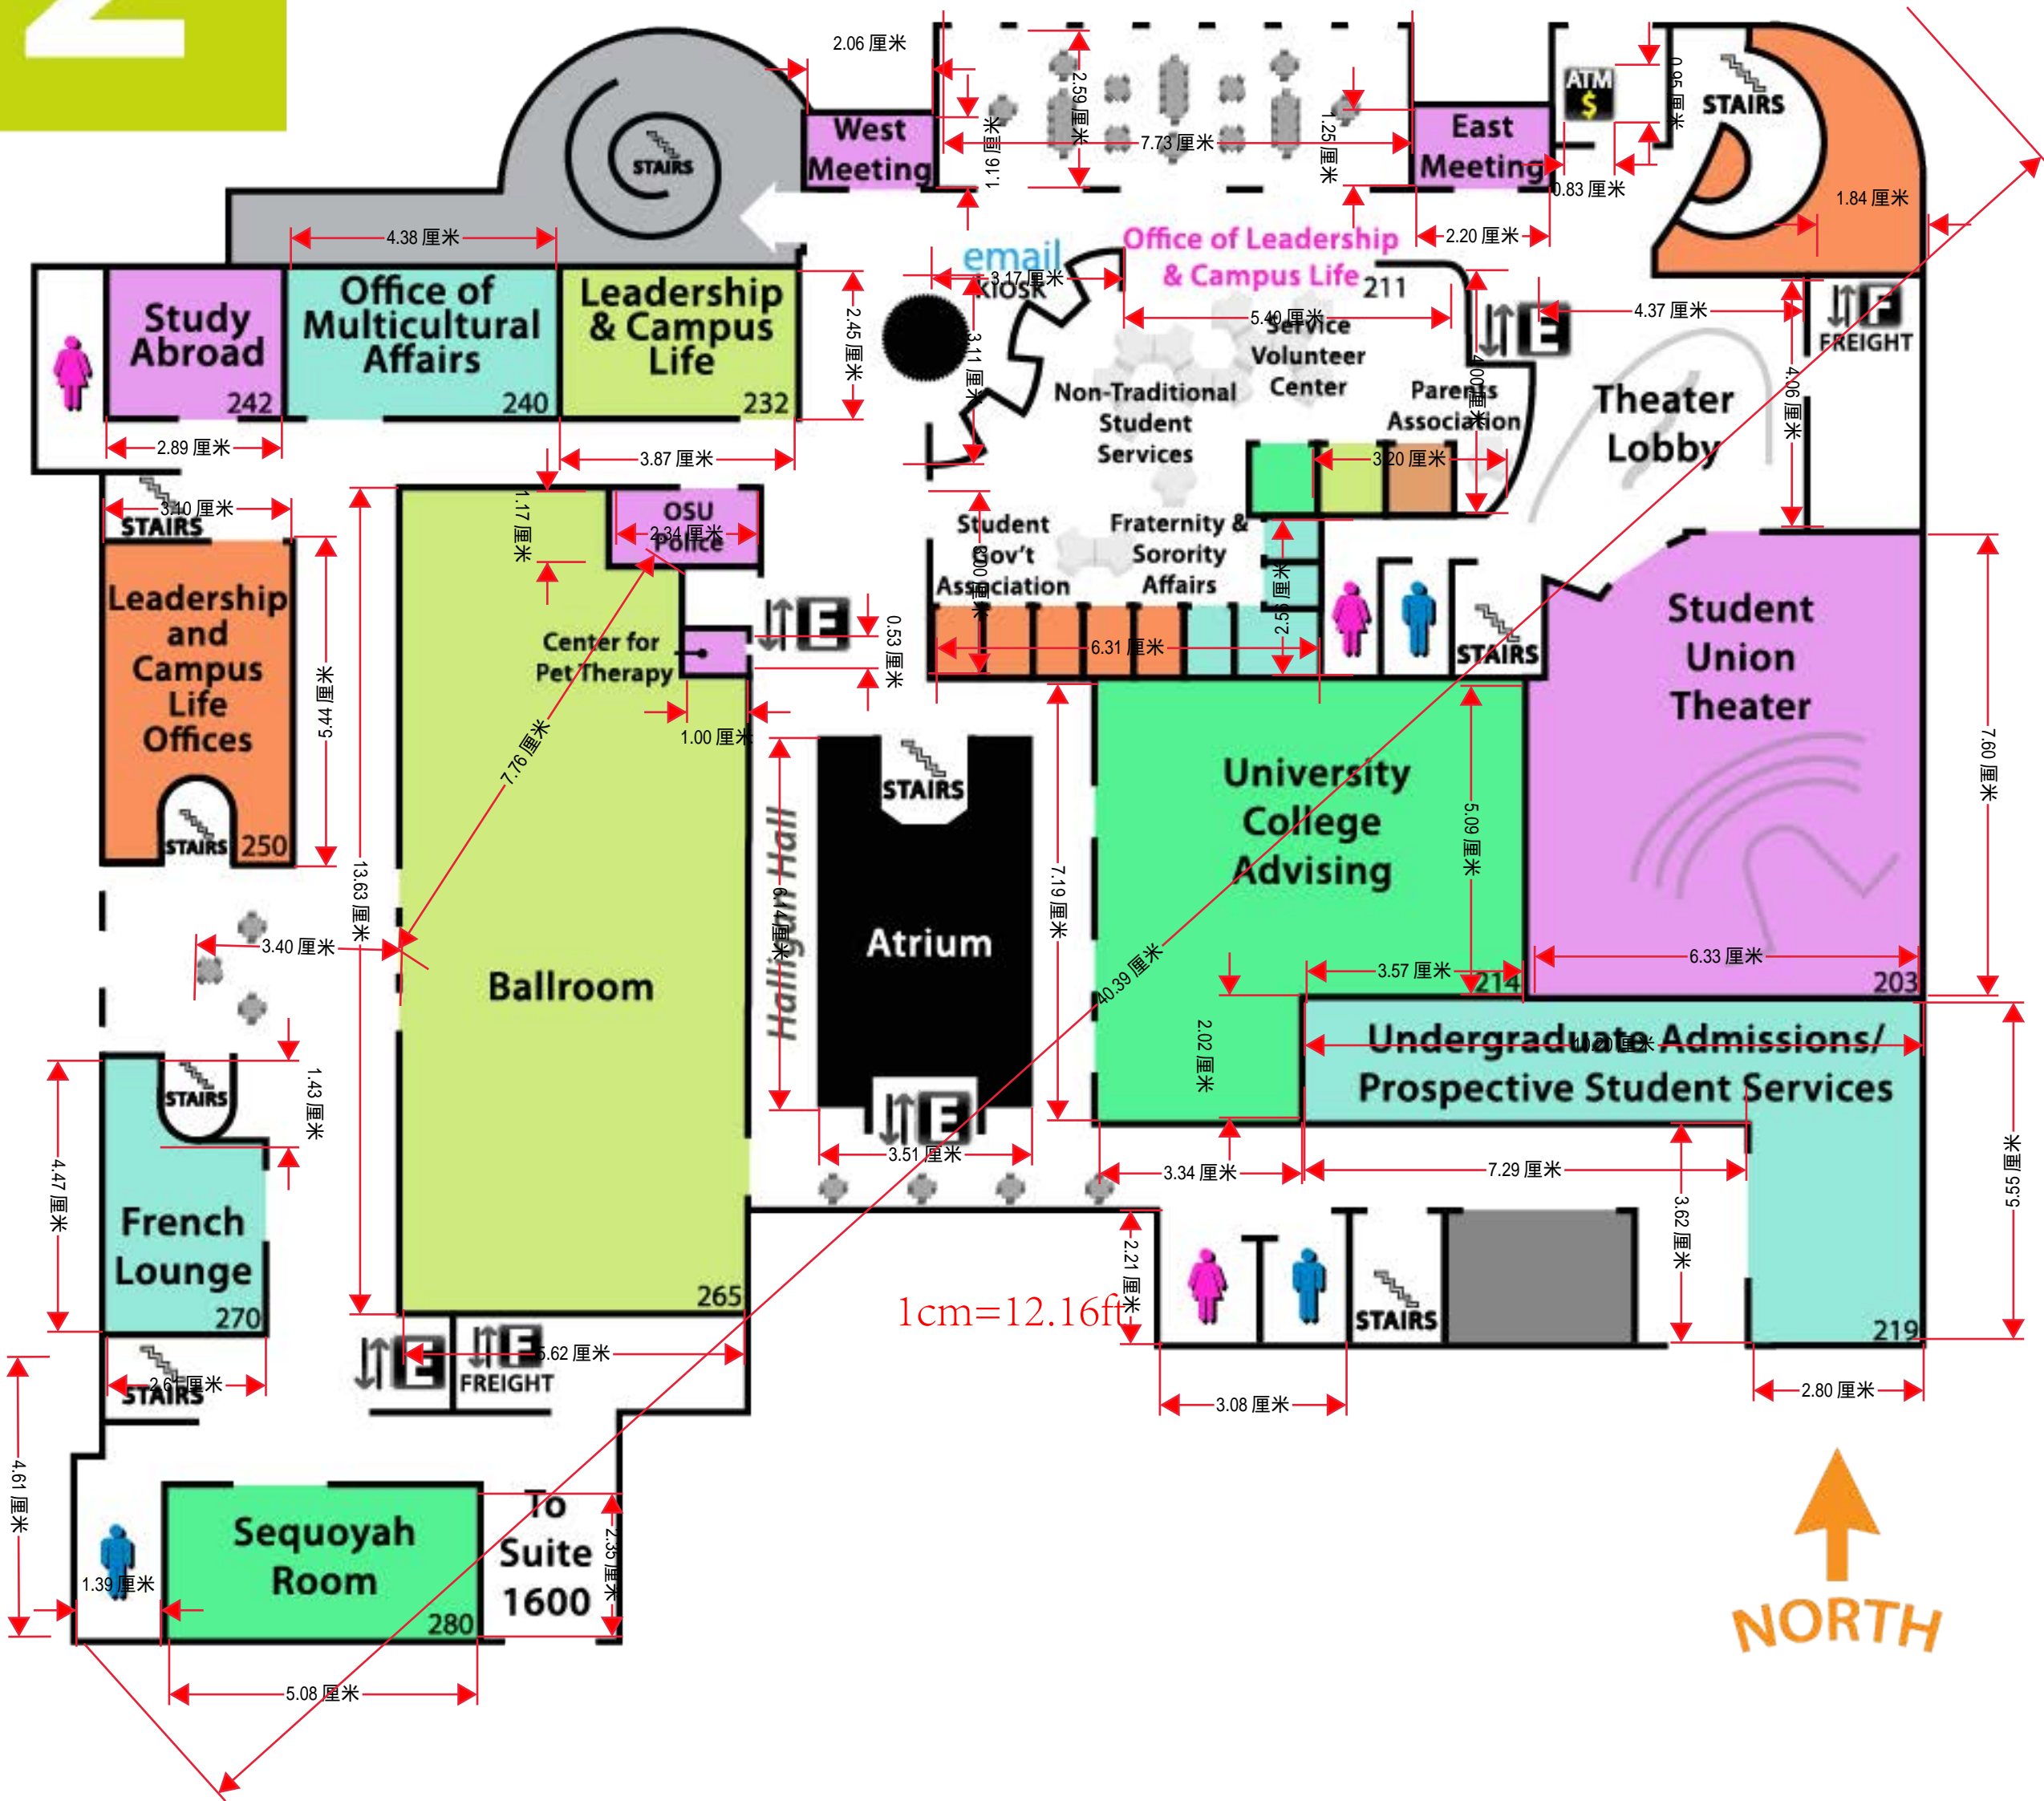 2
2.06 厘米
2.59 厘米
1.16 厘米
7.73 厘米
1.25 厘米
0.95 厘米
ATM
$
STAIRS
STAIRS
West
Meeting
East
Meeting
0.83 厘米
1.84 厘米
2.20 厘米
4.38 厘米
email
KIOSK
3.17 厘米
Office of Leadership
& Campus Life
211
5.40 厘米
4.37 厘米
E
F
FREIGHT
Study
Abroad
242
Office of
Multicultural
Affairs
240
Leadership
& Campus
Life
232
2.45 厘米
3.11 厘米
Service
Volunteer
Center
Non-Traditional
Student
Services
Parents
Association
4.06 厘米
Theater
Lobby
2.89 厘米
3.87 厘米
3.20 厘米
3.10 厘米
STAIRS
1.17 厘米
OSU
Police
2.34 厘米
Student
Gov't
Association
Fraternity &
Sorority
Affairs
2.56 厘米
6.31 厘米
STAIRS
Leadership
and
Campus
Life
Offices
STAIRS
250
5.44 厘米
Center for
Pet Therapy
E
0.53 厘米
1.00 厘米
7.76 厘米
13.63 厘米
3.40 厘米
Ballroom
265
Halligan Hall
6.14 厘米
STAIRS
Atrium
E
3.51 厘米
7.19 厘米
40.39 厘米
University
College
Advising
5.09 厘米
3.57 厘米
214
2.02 厘米
Student
Union
Theater
7.60 厘米
6.33 厘米
203
Undergraduate Admissions/
10.20 厘米
Prospective Student Services
5.55 厘米
219
3.34 厘米
7.29 厘米
3.62 厘米
2.21 厘米
1cm=12.16ft
STAIRS
3.08 厘米
2.80 厘米
STAIRS
1.43 厘米
4.47 厘米
French
Lounge
270
2.61 厘米
STAIRS
E
F
FREIGHT
5.62 厘米
4.61 厘米
1.39 厘米
Sequoyah
Room
280
5.08 厘米
To
Suite
1600
2.35 厘米
NORTH